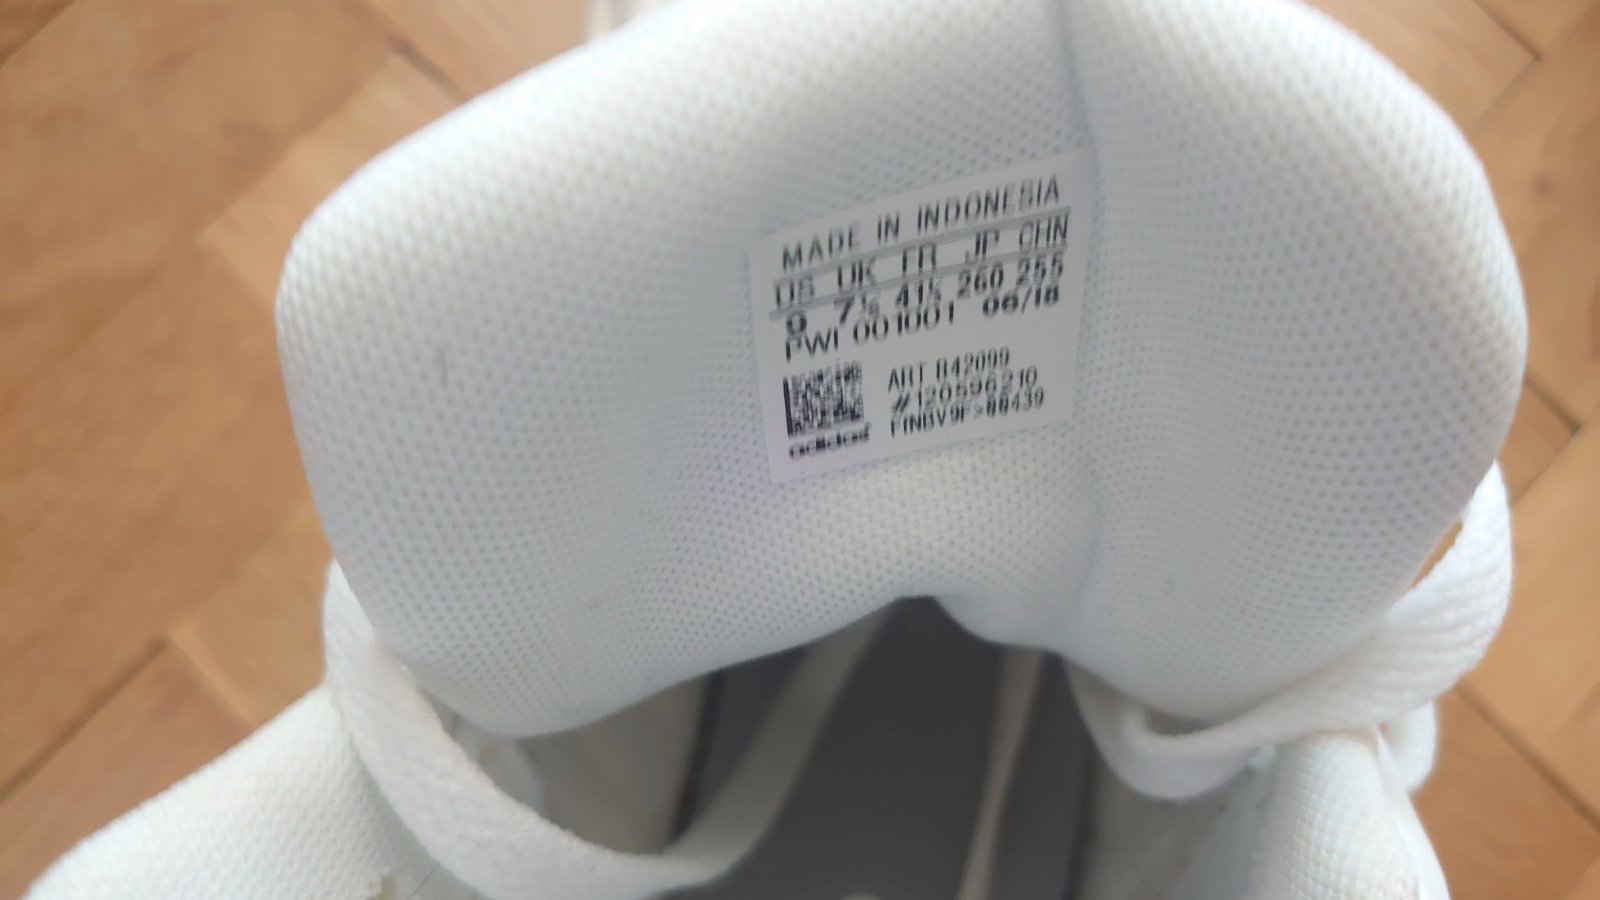 MADE IN INDONESIA
US UK FR JP CHN
9 7½ 41⅓ 260 255
PWI 001001 06/18
ART B42099
#120596210
adidas